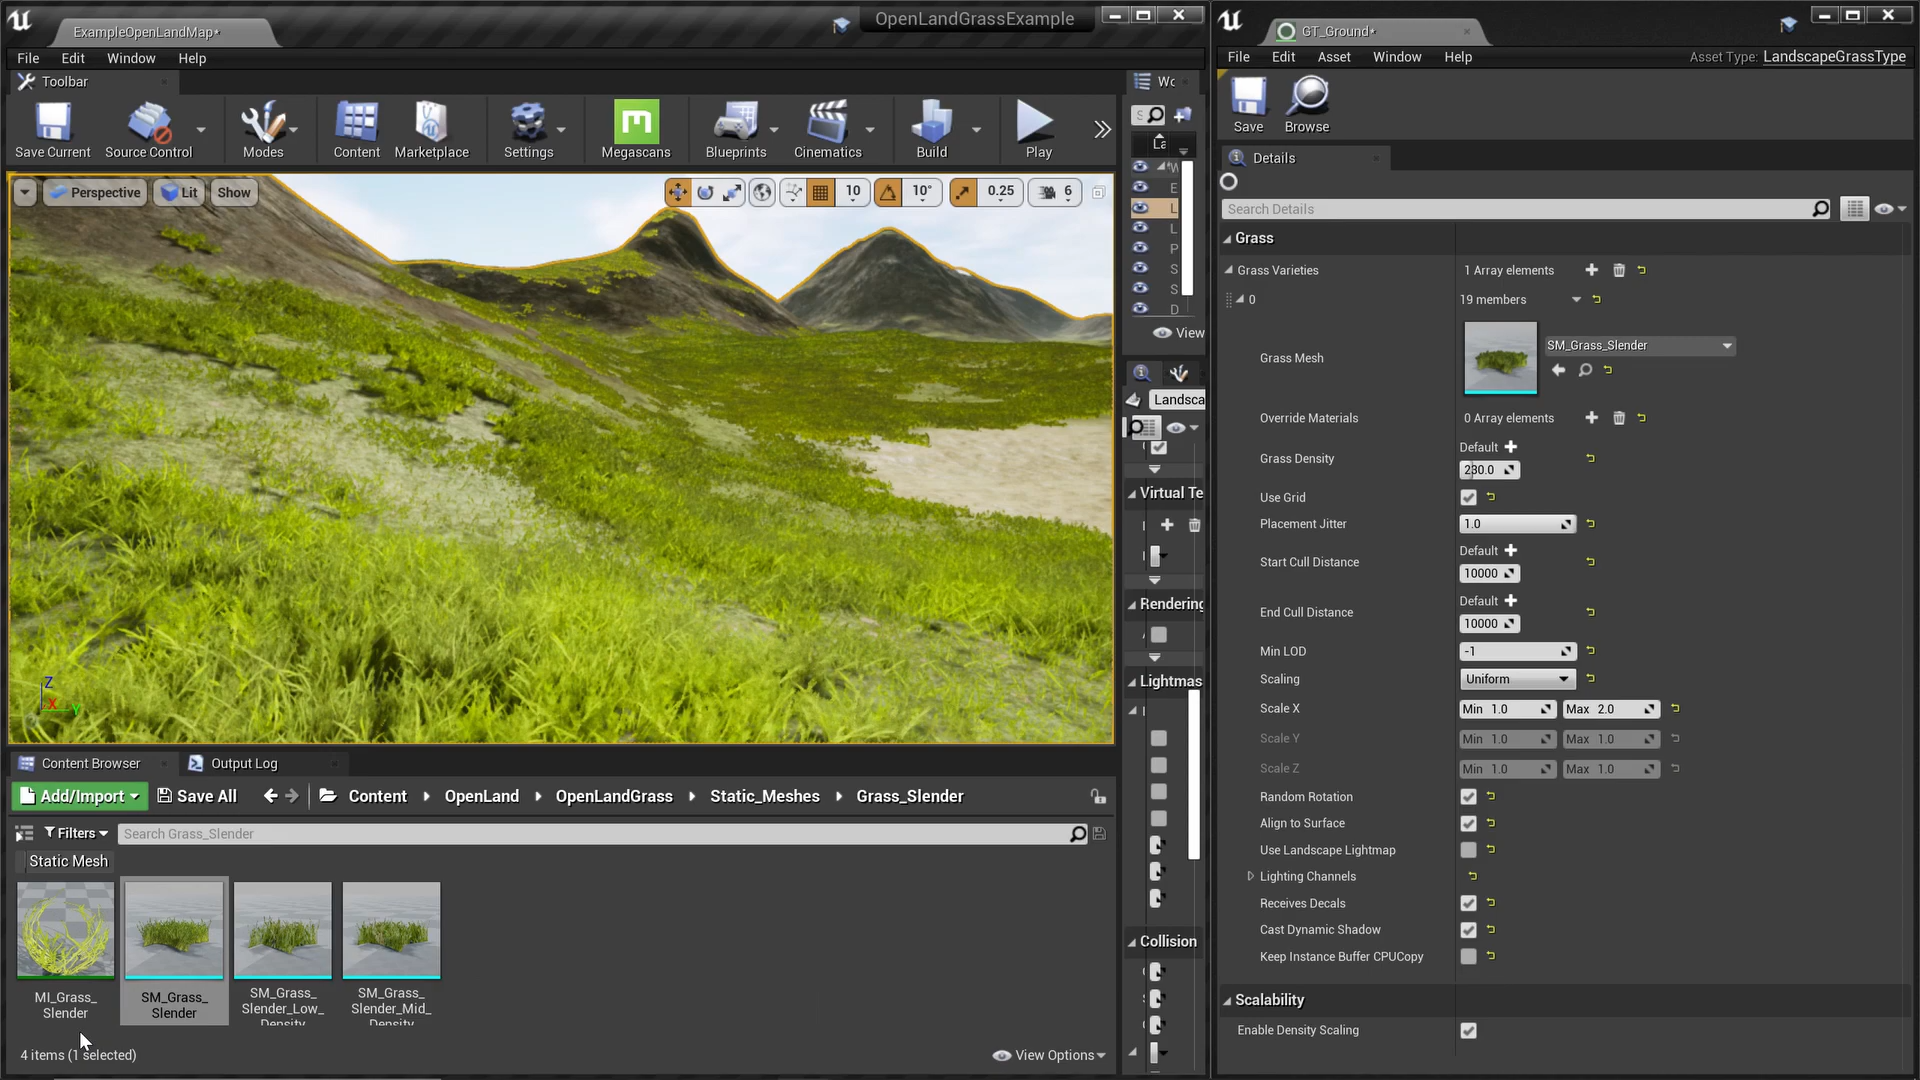 ExampleOpenLandMap*
OpenLandGrassExample
File Edit Window Help
Toolbar
Save Current
Source Control
Modes
Content
Marketplace
Settings
Megascans
Blueprints
Cinematics
Build
Play
Perspective
Lit
Show
10
10°
0.25
6
Z
X
Y
Content Browser
Output Log
Add/Import
Save All
Content
OpenLand
OpenLandGrass
Static_Meshes
Grass_Slender
Filters
Search Grass_Slender
Static Mesh
MI_Grass_
Slender
SM_Grass_
Slender
SM_Grass_
Slender_Low_
Density
SM_Grass_
Slender_Mid_
Density
4 items (1 selected)
View Options
Wc
S
La
E
L
L
P
S
S
D
View
Landsca
Virtual Te
Rendering
Lightmas
Collision
GT_Ground*
File Edit Asset Window Help
Asset Type: LandscapeGrassType
Save
Browse
Details
Search Details
Grass
Grass Varieties
1 Array elements
0
19 members
Grass Mesh
SM_Grass_Slender
Override Materials
0 Array elements
Grass Density
Default
230.0
Use Grid
Placement Jitter
1.0
Start Cull Distance
Default
10000
End Cull Distance
Default
10000
Min LOD
-1
Scaling
Uniform
Scale X
Min 1.0
Max 2.0
Scale Y
Min 1.0
Max 1.0
Scale Z
Min 1.0
Max 1.0
Random Rotation
Align to Surface
Use Landscape Lightmap
Lighting Channels
Receives Decals
Cast Dynamic Shadow
Keep Instance Buffer CPUCopy
Scalability
Enable Density Scaling